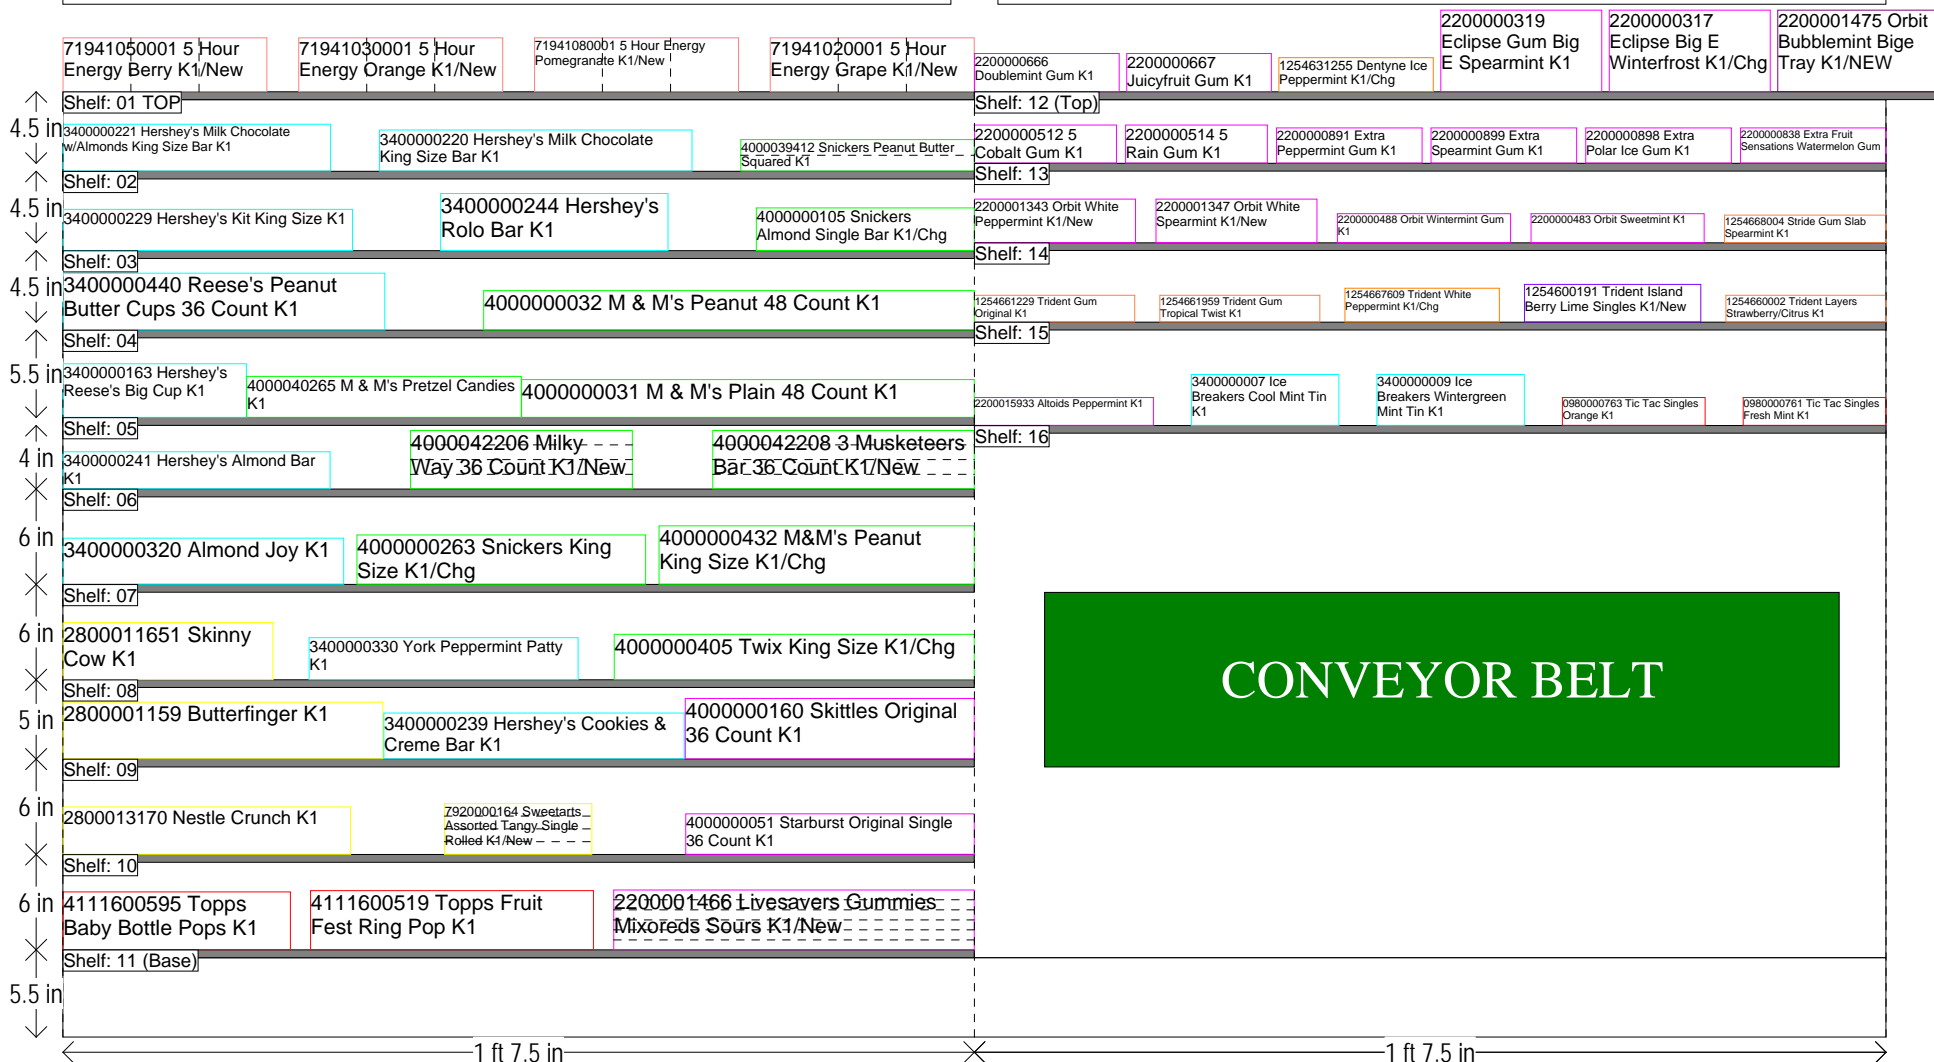 71941050001 5 Hour
Energy Berry K1/New
71941030001 5 Hour
Energy Orange K1/New
71941080001 5 Hour Energy
Pomegranate K1/New
71941020001 5 Hour
Energy Grape K1/New
Shelf: 01 TOP
4.5 in
3400000221 Hershey's Milk Chocolate
w/Almonds King Size Bar K1
3400000220 Hershey's Milk Chocolate
King Size Bar K1
4000039412 Snickers Peanut Butter
Squared K1
Shelf: 02
4.5 in
3400000229 Hershey's Kit King Size K1
3400000244 Hershey's
Rolo Bar K1
4000000105 Snickers
Almond Single Bar K1/Chg
Shelf: 03
4.5 in
3400000440 Reese's Peanut
Butter Cups 36 Count K1
4000000032 M & M's Peanut 48 Count K1
Shelf: 04
5.5 in
3400000163 Hershey's
Reese's Big Cup K1
4000040265 M & M's Pretzel Candies
K1
4000000031 M & M's Plain 48 Count K1
Shelf: 05
4 in
3400000241 Hershey's Almond Bar
K1
4000042206 Milky
Way 36 Count K1/New
4000042208 3 Musketeers
Bar 36 Count K1/New
Shelf: 06
6 in
3400000320 Almond Joy K1
4000000263 Snickers King
Size K1/Chg
4000000432 M&M's Peanut
King Size K1/Chg
Shelf: 07
6 in
2800011651 Skinny
Cow K1
3400000330 York Peppermint Patty
K1
4000000405 Twix King Size K1/Chg
Shelf: 08
5 in
2800001159 Butterfinger K1
3400000239 Hershey's Cookies &
Creme Bar K1
4000000160 Skittles Original
36 Count K1
Shelf: 09
6 in
2800013170 Nestle Crunch K1
7920000164 Sweetarts
Assorted Tangy Single
Rolled K1/New
4000000051 Starburst Original Single
36 Count K1
Shelf: 10
6 in
4111600595 Topps
Baby Bottle Pops K1
4111600519 Topps Fruit
Fest Ring Pop K1
2200001466 Livesavers Gummies
Mixoreds Sours K1/New
Shelf: 11 (Base)
5.5 in
1 ft 7.5 in
2200000666
Doublemint Gum K1
2200000667
Juicyfruit Gum K1
1254631255 Dentyne Ice
Peppermint K1/Chg
2200000319
Eclipse Gum Big
E Spearmint K1
2200000317
Eclipse Big E
Winterfrost K1/Chg
2200001475 Orbit
Bubblemint Bige
Tray K1/NEW
Shelf: 12 (Top)
2200000512 5
Cobalt Gum K1
2200000514 5
Rain Gum K1
2200000891 Extra
Peppermint Gum K1
2200000899 Extra
Spearmint Gum K1
2200000898 Extra
Polar Ice Gum K1
2200000838 Extra Fruit
Sensations Watermelon Gum
Shelf: 13
2200001343 Orbit White
Peppermint K1/New
2200001347 Orbit White
Spearmint K1/New
2200000488 Orbit Wintermint Gum
K1
2200000483 Orbit Sweetmint K1
1254668004 Stride Gum Slab
Spearmint K1
Shelf: 14
1254661229 Trident Gum
Original K1
1254661959 Trident Gum
Tropical Twist K1
1254667609 Trident White
Peppermint K1/Chg
1254600191 Trident Island
Berry Lime Singles K1/New
1254660002 Trident Layers
Strawberry/Citrus K1
Shelf: 15
2200015933 Altoids Peppermint K1
3400000007 Ice
Breakers Cool Mint Tin
K1
3400000009 Ice
Breakers Wintergreen
Mint Tin K1
0980000763 Tic Tac Singles
Orange K1
0980000761 Tic Tac Singles
Fresh Mint K1
Shelf: 16
CONVEYOR BELT
1 ft 7.5 in